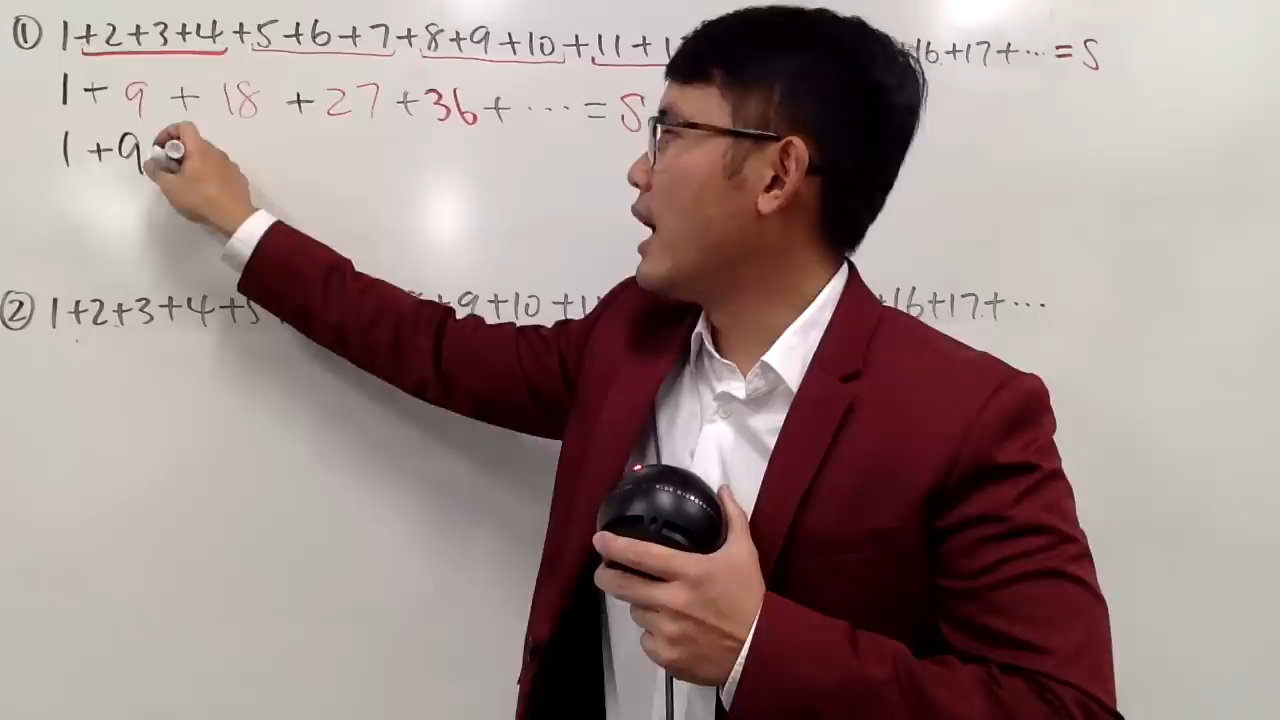 ① 1+2+3+4+5+6+7+8+9+10+11+1 16+17+... = S
1 + 9 + 18 + 27 + 36 + ... = S
1 + 9
② 1+2+3+4+5 +9+10+1 +16+17+...